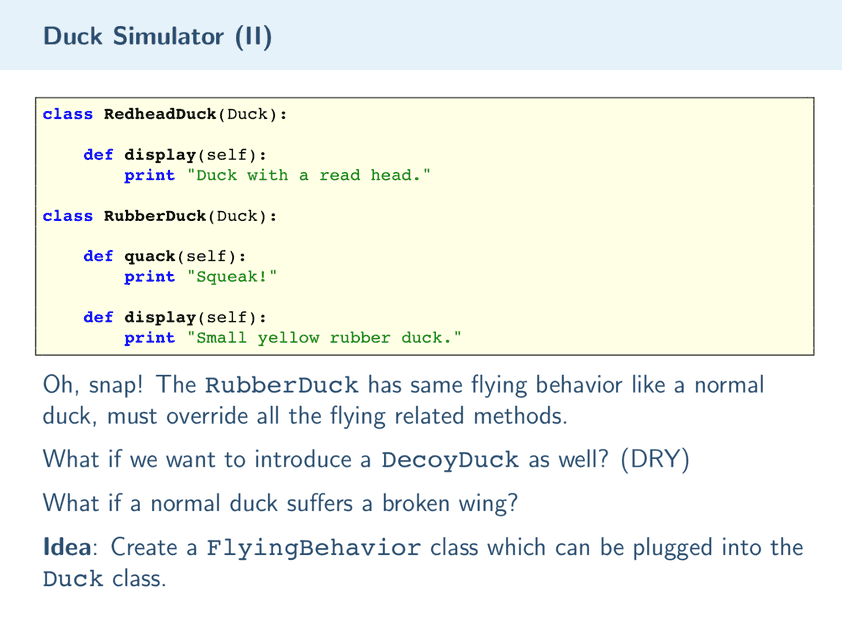 Duck Simulator (II)
class RedheadDuck(Duck):
    def display(self):
        print "Duck with a read head."
class RubberDuck(Duck):
    def quack(self):
        print "Squeak!"
    def display(self):
        print "Small yellow rubber duck."
Oh, snap! The RubberDuck has same flying behavior like a normal
duck, must override all the flying related methods.
What if we want to introduce a DecoyDuck as well? (DRY)
What if a normal duck suffers a broken wing?
Idea: Create a FlyingBehavior class which can be plugged into the
Duck class.